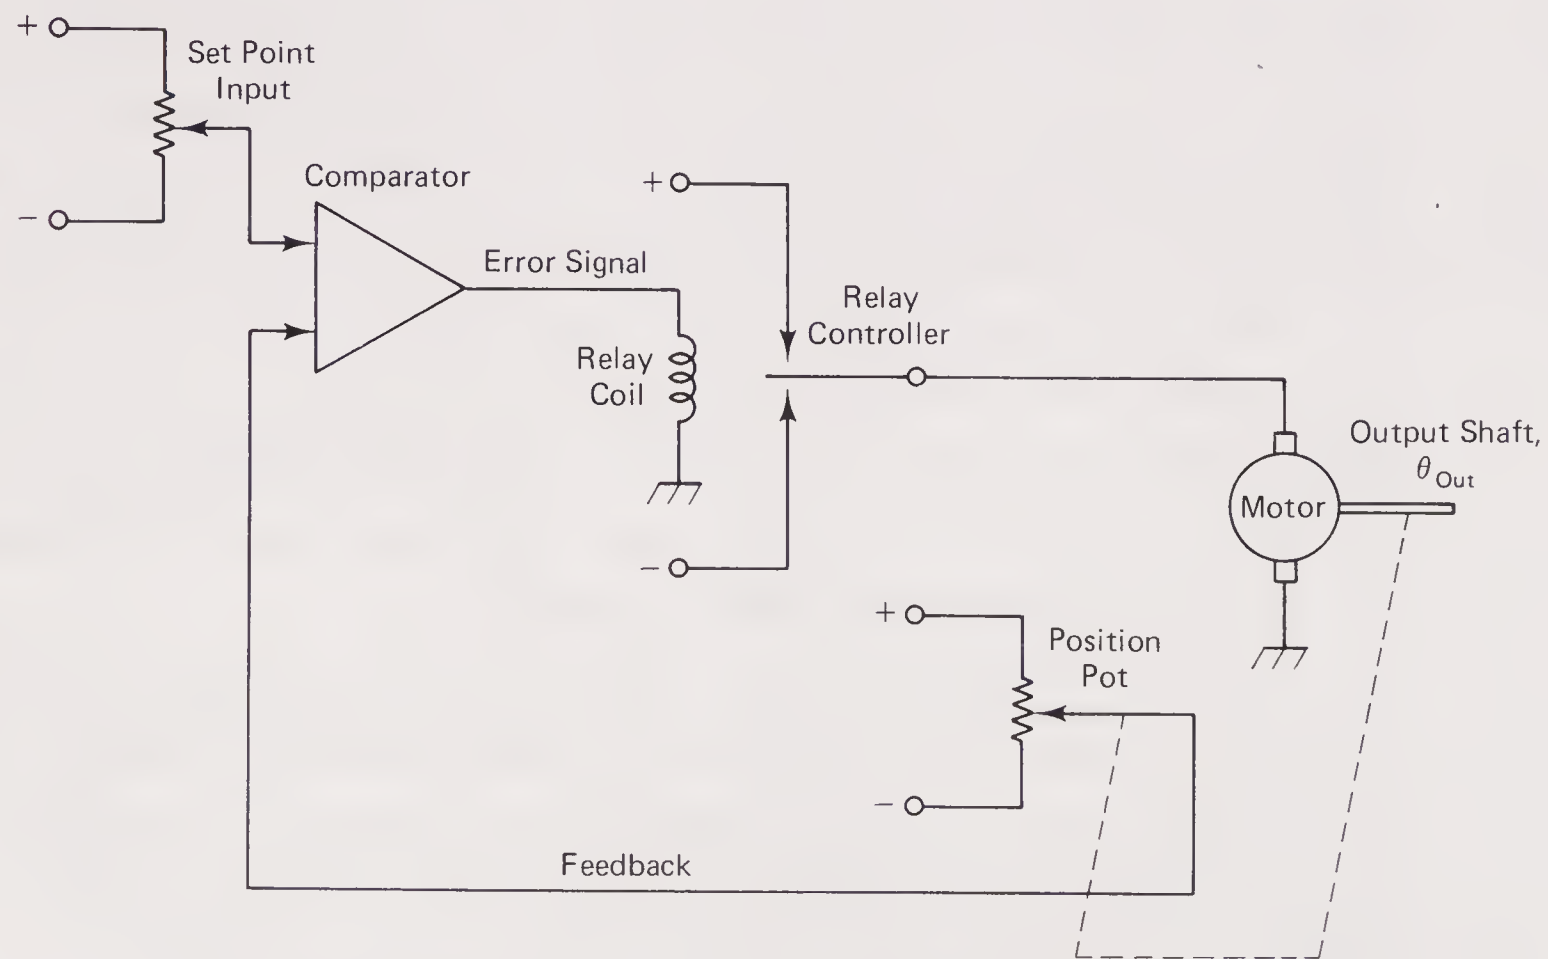 +
Set Point
Input
−
Comparator
+
Error Signal
Relay
Controller
Relay
Coil
−
Output Shaft,
θ Out
Motor
+
Position
Pot
−
Feedback